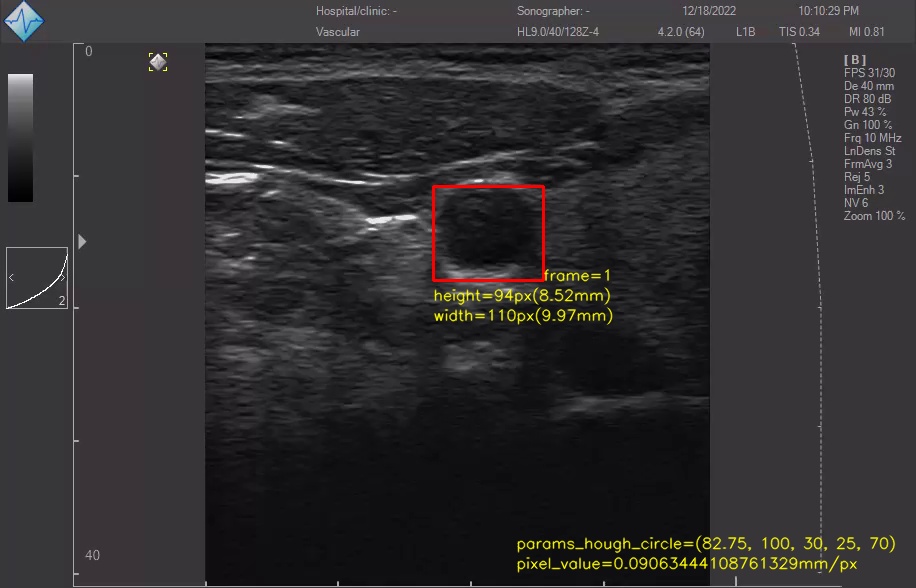 Hospital/clinic: - Sonographer: - 12/18/2022 10:10:29 PM
Vascular HL9.0/40/128Z-4 4.2.0 (64) L1B TIS 0.34 MI 0.81
0
[ B ]
FPS 31/30
De 40 mm
DR 80 dB
Pw 43 %
Gn 100 %
Frq 10 MHz
LnDens St
FrmAvg 3
Rej 5
ImEnh 3
NV 6
Zoom 100 %
2
frame=1
height=94px(8.52mm)
width=110px(9.97mm)
40
params_hough_circle=(82.75, 100, 30, 25, 70)
pixel_value=0.09063444108761329mm/px